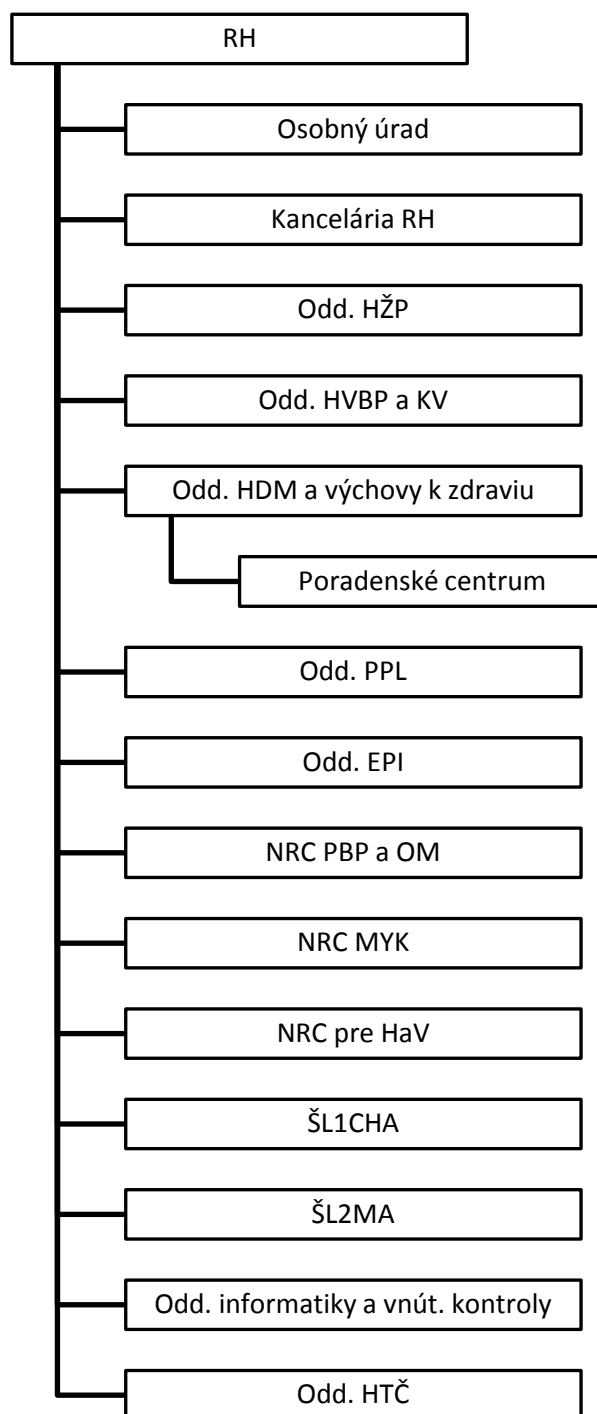 RH
Osobný úrad
Kancelária RH
Odd. HŽP
Odd. HVBP a KV
Odd. HDM a výchovy k zdraviu
Poradenské centrum
Odd. PPL
Odd. EPI
NRC PBP a OM
NRC MYK
NRC pre HaV
ŠL1CHA
ŠL2MA
Odd. informatiky a vnút. kontroly
Odd. HTČ